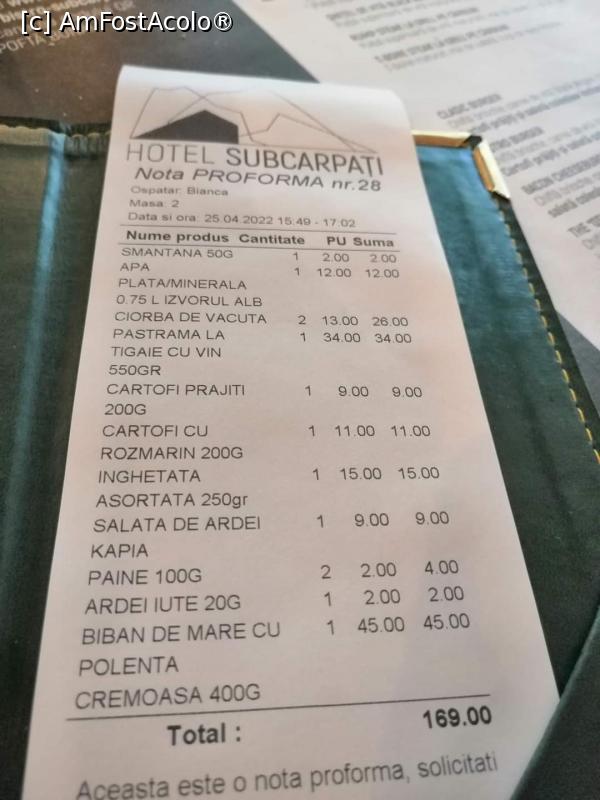 [c] AmFostAcolo®
HOTEL SUBCARPAȚI
Nota PROFORMA nr.28
Ospatar: Bianca
Masa: 2
Data si ora: 25.04.2022 15:49 - 17:02
Nume produs Cantitate PU Suma
SMANTANA 50G 1 2.00 2.00
APA 1 12.00 12.00
PLATA/MINERALA
0.75 L IZVORUL ALB
CIORBA DE VACUTA 2 13.00 26.00
PASTRAMA LA 1 34.00 34.00
TIGAIE CU VIN
550GR
CARTOFI PRAJITI 1 9.00 9.00
200G
CARTOFI CU 1 11.00 11.00
ROZMARIN 200G
INGHETATA 1 15.00 15.00
ASORTATA 250gr
SALATA DE ARDEI 1 9.00 9.00
KAPIA
PAINE 100G 2 2.00 4.00
ARDEI IUTE 20G 1 2.00 2.00
BIBAN DE MARE CU 1 45.00 45.00
POLENTA
CREMOASA 400G
Total : 169.00
Aceasta este o nota proforma, solicitati
CLASIC BURGER